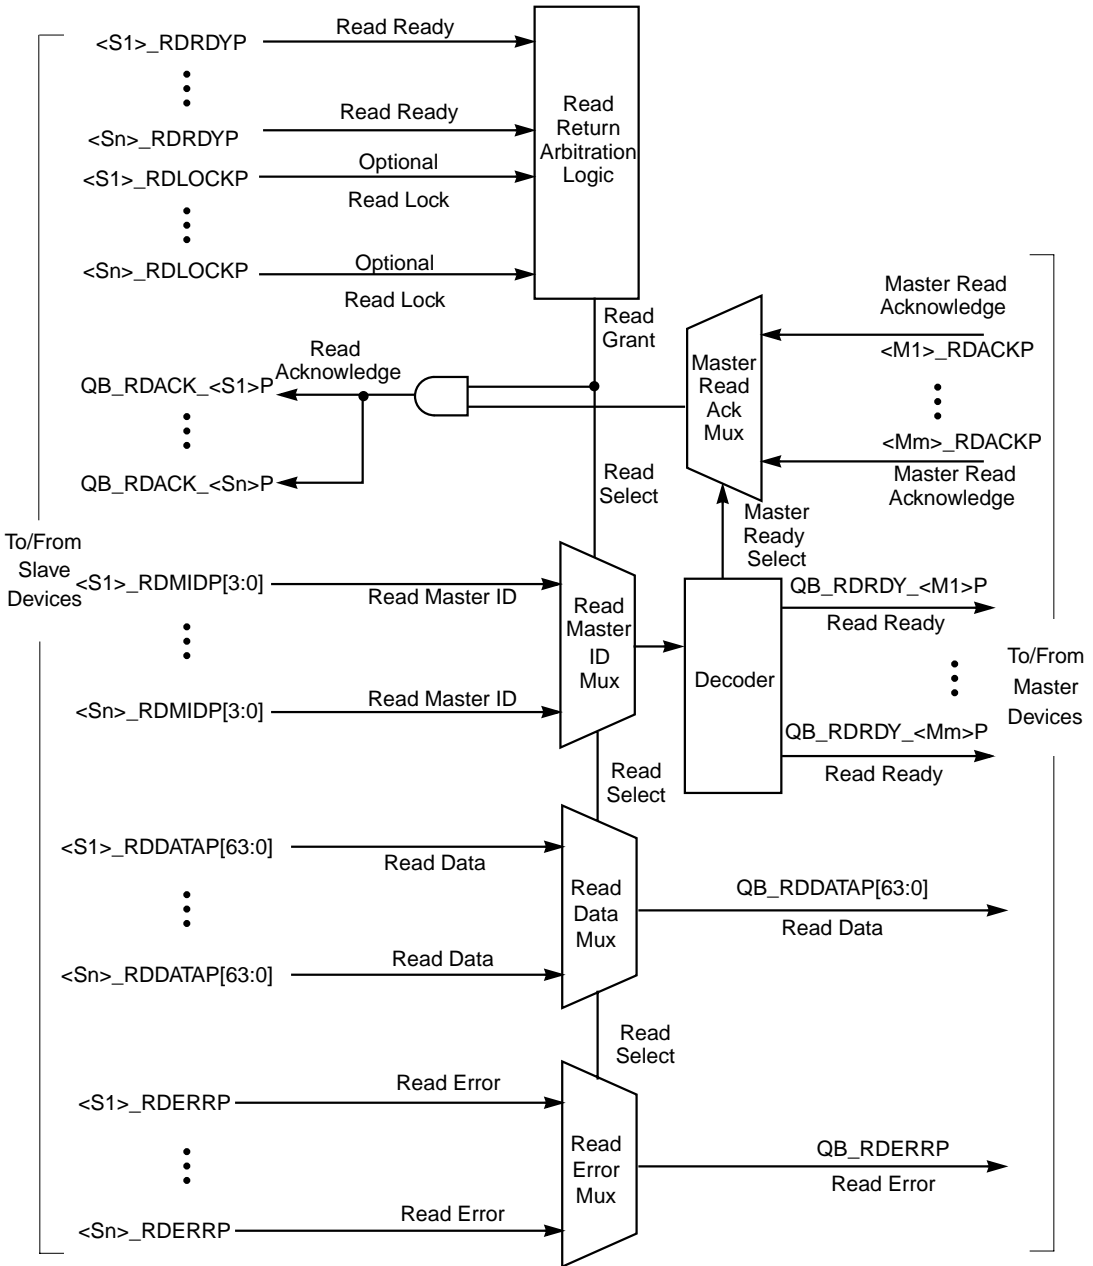 <S1>_RDRDYP
Read Ready
<Sn>_RDRDYP
Read Ready
<S1>_RDLOCKP
Optional
Read Lock
<Sn>_RDLOCKP
Optional
Read Lock
Read
Return
Arbitration
Logic
Read
Grant
Master Read
Acknowledge
<M1>_RDACKP
<Mm>_RDACKP
Master Read
Acknowledge
Master
Read
Ack
Mux
Read
Acknowledge
QB_RDACK_<S1>P
QB_RDACK_<Sn>P
Read
Select
Master
Ready
Select
To/From
Slave
Devices
<S1>_RDMIDP[3:0]
Read Master ID
<Sn>_RDMIDP[3:0]
Read Master ID
Read
Master
ID
Mux
Decoder
QB_RDRDY_<M1>P
Read Ready
QB_RDRDY_<Mm>P
Read Ready
To/From
Master
Devices
Read
Select
<S1>_RDDATAP[63:0]
Read Data
<Sn>_RDDATAP[63:0]
Read Data
Read
Data
Mux
QB_RDDATAP[63:0]
Read Data
Read
Select
<S1>_RDERRP
Read Error
<Sn>_RDERRP
Read Error
Read
Error
Mux
QB_RDERRP
Read Error